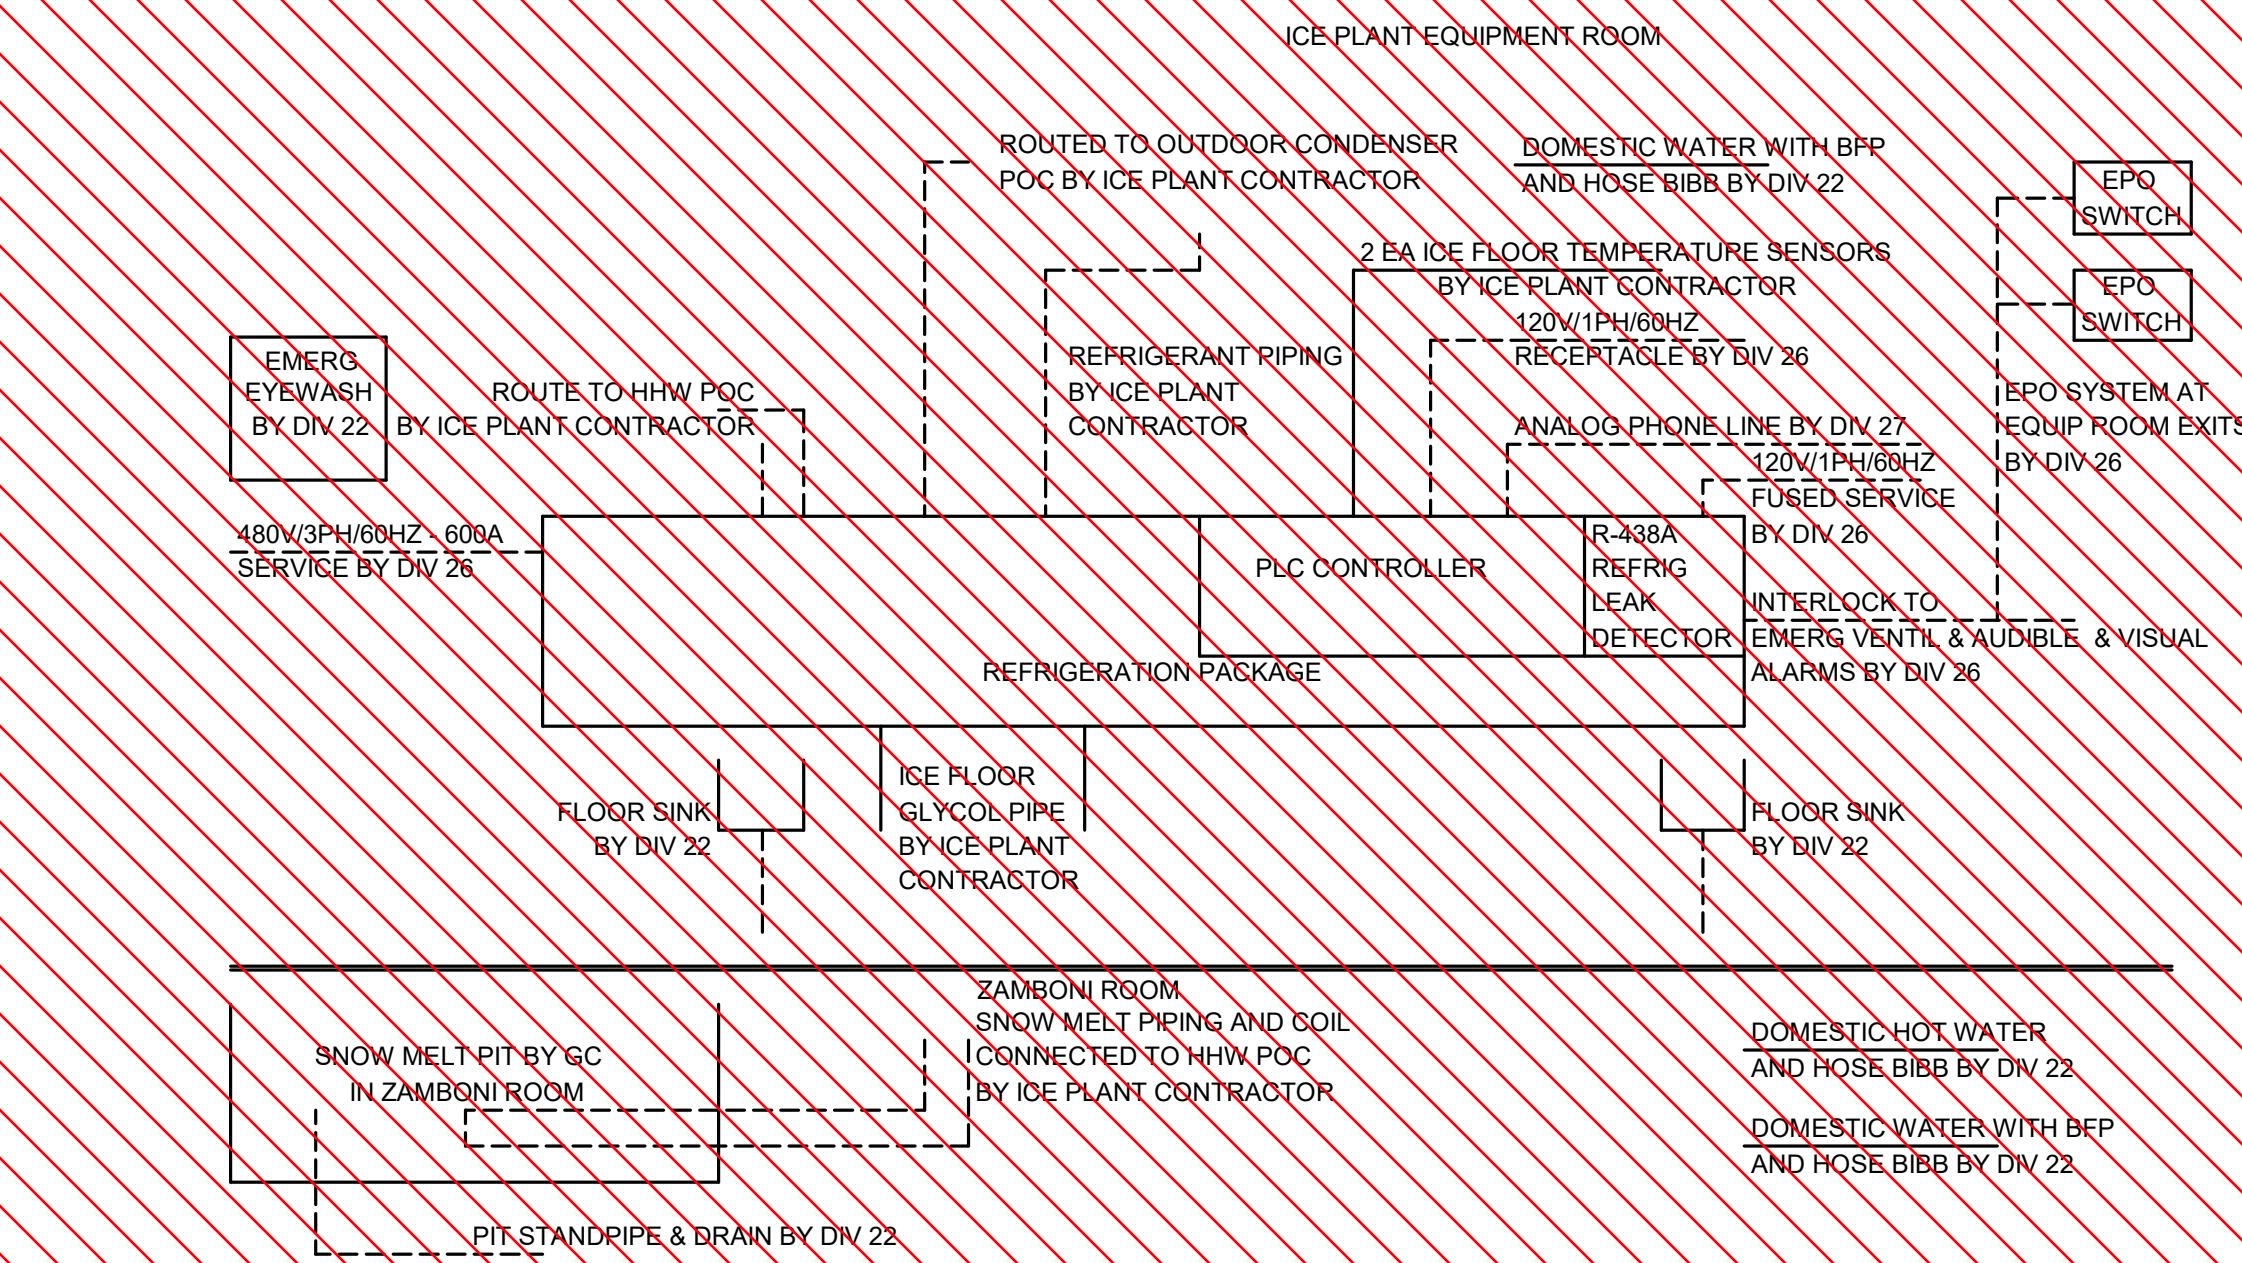 ICE PLANT EQUIPMENT ROOM
ROUTED TO OUTDOOR CONDENSER
POC BY ICE PLANT CONTRACTOR
DOMESTIC WATER WITH BFP
AND HOSE BIBB BY DIV 22
EPO
SWITCH
2 EA ICE FLOOR TEMPERATURE SENSORS
BY ICE PLANT CONTRACTOR
EPO
SWITCH
120V/1PH/60HZ
RECEPTACLE BY DIV 26
EMERG
EYEWASH
BY DIV 22
ROUTE TO HHW POC
BY ICE PLANT CONTRACTOR
REFRIGERANT PIPING
BY ICE PLANT
CONTRACTOR
ANALOG PHONE LINE BY DIV 27
EPO SYSTEM AT
EQUIP ROOM EXITS
BY DIV 26
120V/1PH/60HZ
FUSED SERVICE
BY DIV 26
480V/3PH/60HZ - 600A
SERVICE BY DIV 26
PLC CONTROLLER
R-438A
REFRIG
LEAK
DETECTOR
INTERLOCK TO
EMERG VENTIL & AUDIBLE & VISUAL
ALARMS BY DIV 26
REFRIGERATION PACKAGE
FLOOR SINK
BY DIV 22
ICE FLOOR
GLYCOL PIPE
BY ICE PLANT
CONTRACTOR
FLOOR SINK
BY DIV 22
ZAMBONI ROOM
SNOW MELT PIPING AND COIL
CONNECTED TO HHW POC
BY ICE PLANT CONTRACTOR
SNOW MELT PIT BY GC
IN ZAMBONI ROOM
DOMESTIC HOT WATER
AND HOSE BIBB BY DIV 22
DOMESTIC WATER WITH BFP
AND HOSE BIBB BY DIV 22
PIT STANDPIPE & DRAIN BY DIV 22